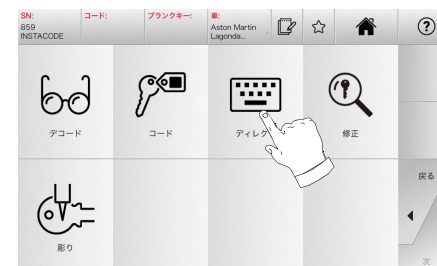 SN:
859
INSTACODE
コード:
ブランクキー:
車:
Aston Martin
Lagonda...
デコード
コード
ディレク
修正
戻る
彫り
次